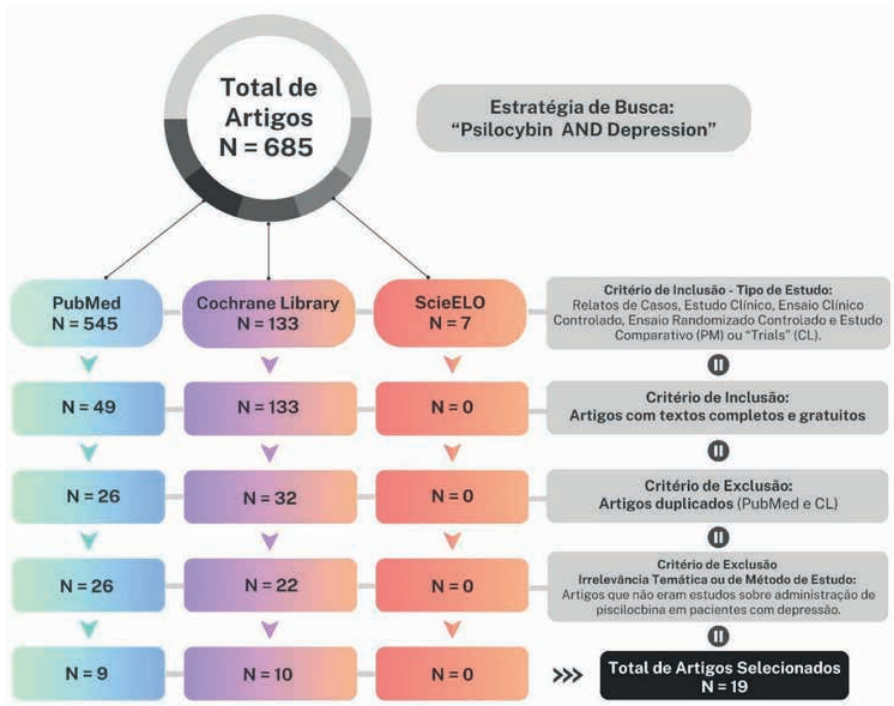 Total de
Artigos
N = 685
Estratégia de Busca:
“Psilocybin AND Depression”
PubMed
N = 545
Cochrane Library
N = 133
ScieELO
N = 7
Critério de Inclusão - Tipo de Estudo:
Relatos de Casos, Estudo Clínico, Ensaio Clínico
Controlado, Ensaio Randomizado Controlado e Estudo
Comparativo (PM) ou “Trials” (CL).
N = 49
N = 133
N = 0
Critério de Inclusão:
Artigos com textos completos e gratuitos
N = 26
N = 32
N = 0
Critério de Exclusão:
Artigos duplicados (PubMed e CL)
N = 26
N = 22
N = 0
Critério de Exclusão
Irrelevância Temática ou de Método de Estudo:
Artigos que não eram estudos sobre administração de
piscilocbina em pacientes com depressão.
N = 9
N = 10
N = 0
Total de Artigos Selecionados
N = 19